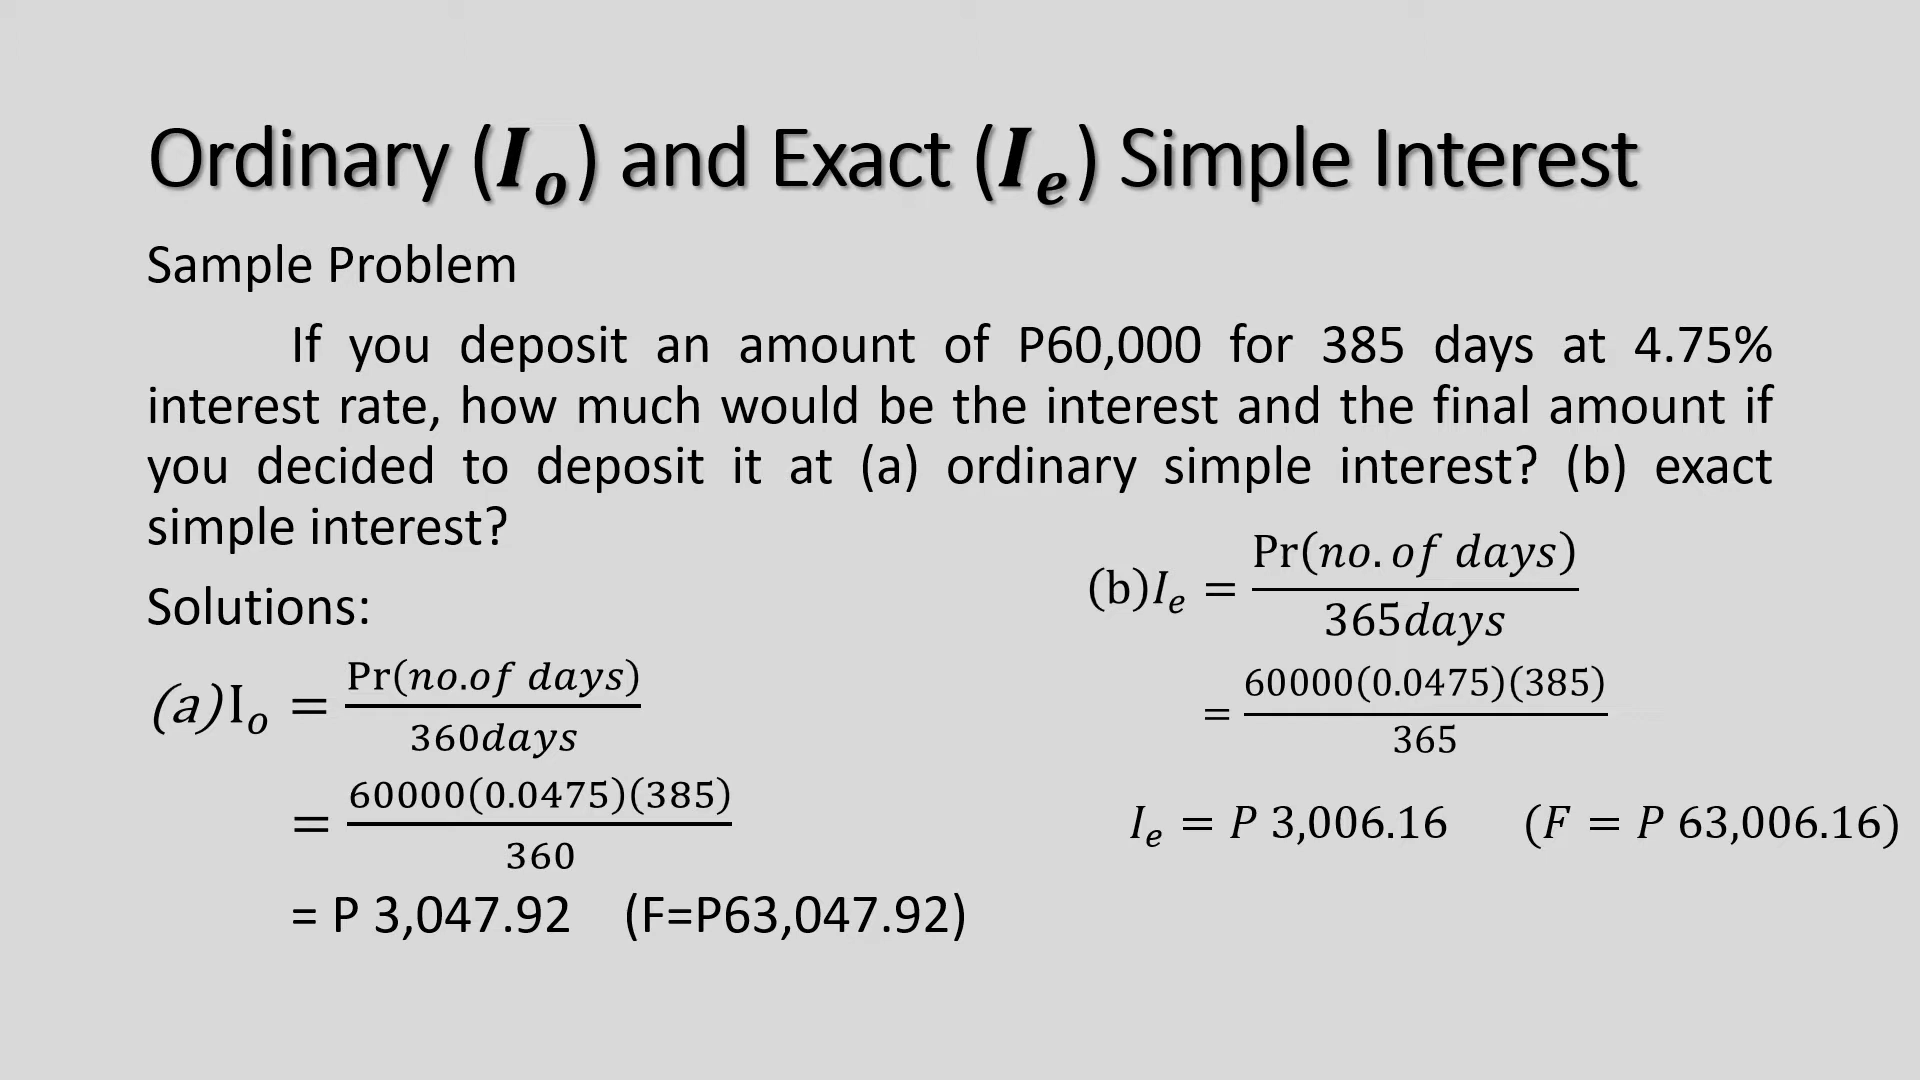 Ordinary (𝑰ₒ) and Exact (𝑰ₑ) Simple Interest
Sample Problem
If you deposit an amount of P60,000 for 385 days at 4.75%
interest rate, how much would be the interest and the final amount if
you decided to deposit it at (a) ordinary simple interest? (b) exact
simple interest?
Solutions:
(a)Iₒ = Pr(no.of days) / 360days
= 60000(0.0475)(385) / 360
= P 3,047.92 (F=P63,047.92)
(b)Iₑ = Pr(no. of days) / 365days
= 60000(0.0475)(385) / 365
Iₑ = P 3,006.16 (F = P 63,006.16)